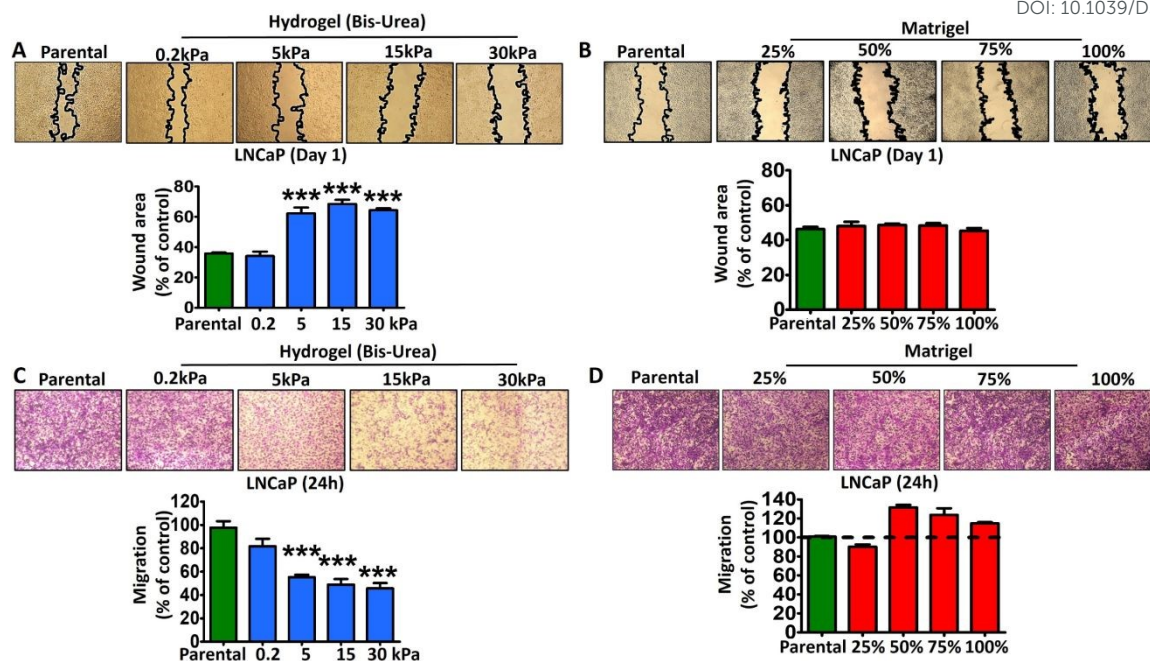 DOI: 10.1039/D
Hydrogel (Bis-Urea)
A Parental 0.2kPa 5kPa 15kPa 30kPa
LNCaP (Day 1)
Wound area
(% of control)
80
60
40
20
0
*** *** ***
Parental 0.2 5 15 30 kPa
Matrigel
B Parental 25% 50% 75% 100%
LNCaP (Day 1)
Wound area
(% of control)
80
60
40
20
0
Parental 25% 50% 75% 100%
Hydrogel (Bis-Urea)
C Parental 0.2kPa 5kPa 15kPa 30kPa
LNCaP (24h)
Migration
(% of control)
120
100
80
60
40
20
0
*** *** ***
Parental 0.2 5 15 30 kPa
Matrigel
D Parental 25% 50% 75% 100%
LNCaP (24h)
Migration
(% of control)
140
120
100
80
60
40
20
0
Parental 25% 50% 75% 100%